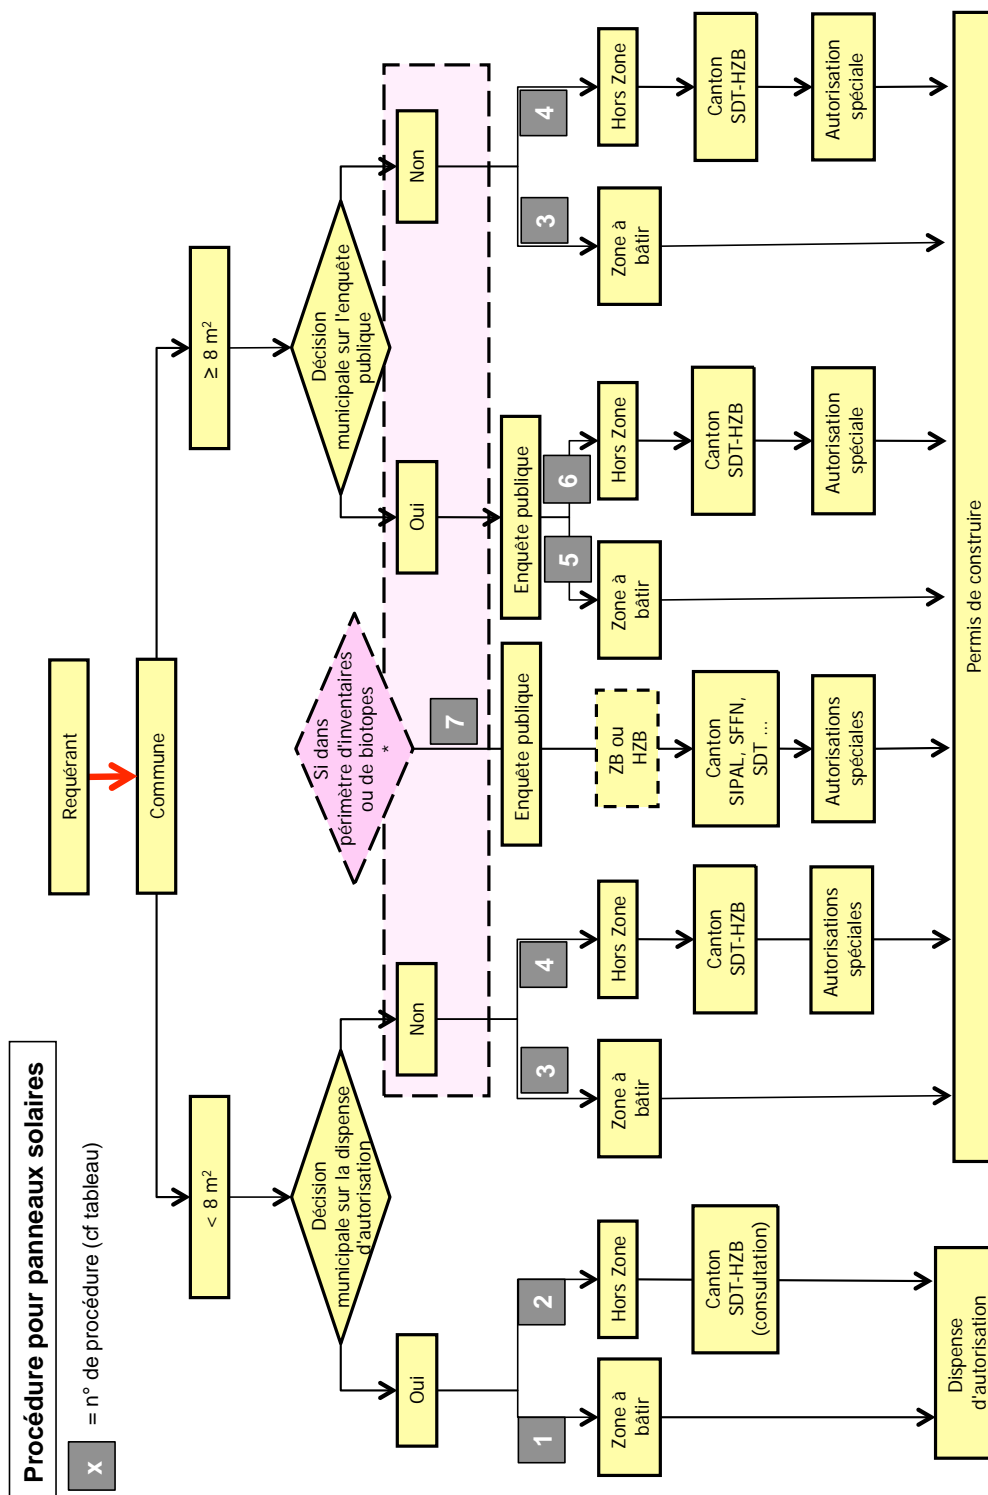 Procédure pour panneaux solaires
x = n° de procédure (cf tableau)
Requérant
Commune
< 8 m²
≥ 8 m²
Décision
municipale sur la dispense
d'autorisation
Si dans
périmètre d'inventaires
ou de biotopes
*
Décision
municipale sur l'enquête
publique
Oui
Non
7
Oui
Non
Enquête publique
Enquête publique
1
2
3
4
5
6
3
4
Zone à
bâtir
Hors Zone
Zone à
bâtir
Hors Zone
ZB ou
HZB
Zone à
bâtir
Hors Zone
Zone à
bâtir
Hors Zone
Canton
SDT-HZB
(consultation)
Canton
SDT-HZB
Canton
SIPAL, SFFN,
SDT ...
Canton
SDT-HZB
Canton
SDT-HZB
Autorisations
spéciales
Autorisations
spéciales
Autorisation
spéciale
Autorisation
spéciale
Dispense
d'autorisation
Permis de construire